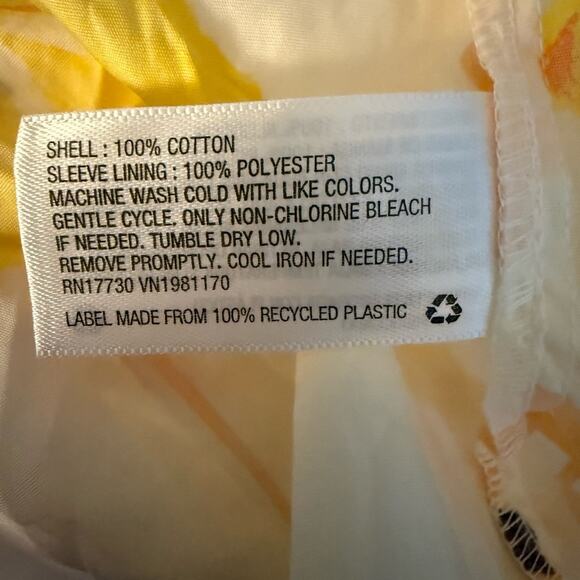 SHELL : 100% COTTON
SLEEVE LINING : 100% POLYESTER
MACHINE WASH COLD WITH LIKE COLORS.
GENTLE CYCLE. ONLY NON-CHLORINE BLEACH
IF NEEDED. TUMBLE DRY LOW.
REMOVE PROMPTLY. COOL IRON IF NEEDED.
RN17730 VN1981170
LABEL MADE FROM 100% RECYCLED PLASTIC